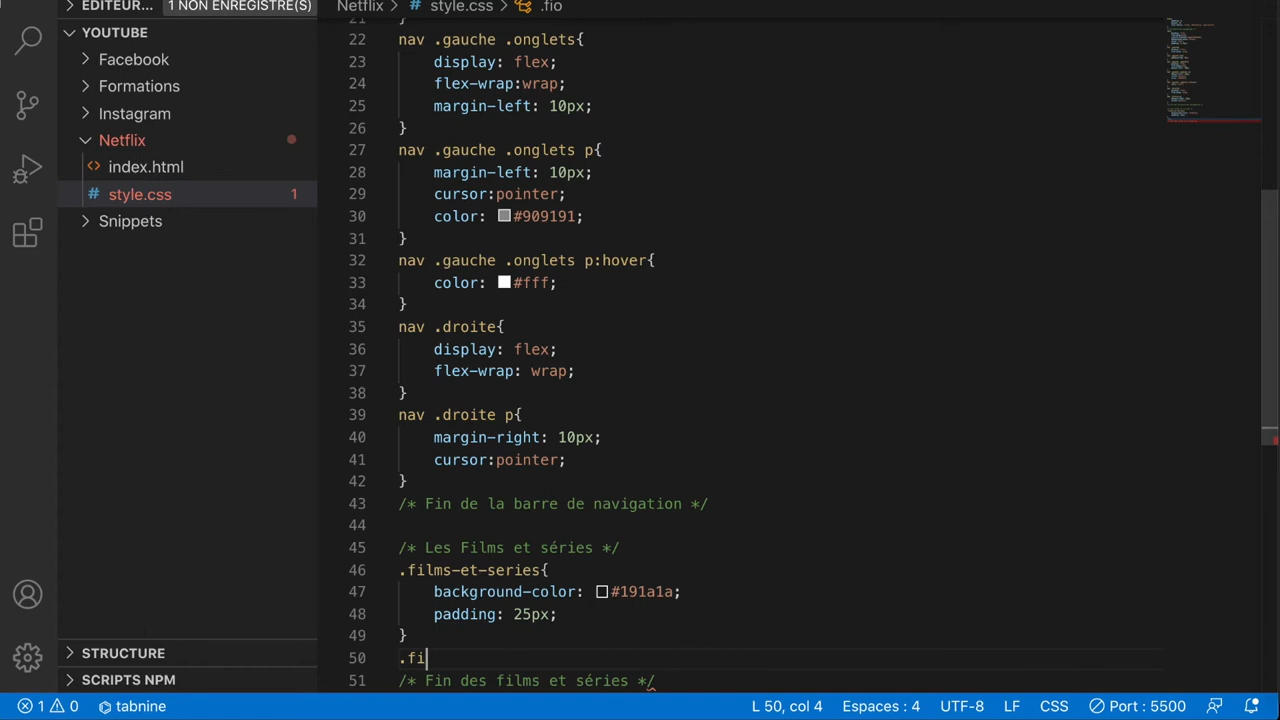 EDITEUR... 1 NON ENREGISTRÉ(S)
Netflix > # style.css > .fio
YOUTUBE
Facebook
Formations
Instagram
Netflix
<> index.html
# style.css 1
Snippets
STRUCTURE
SCRIPTS NPM
21 }
22 nav .gauche .onglets{
23 display: flex;
24 flex-wrap:wrap;
25 margin-left: 10px;
26 }
27 nav .gauche .onglets p{
28 margin-left: 10px;
29 cursor:pointer;
30 color: #909191;
31 }
32 nav .gauche .onglets p:hover{
33 color: #fff;
34 }
35 nav .droite{
36 display: flex;
37 flex-wrap: wrap;
38 }
39 nav .droite p{
40 margin-right: 10px;
41 cursor:pointer;
42 }
43 /* Fin de la barre de navigation */
44
45 /* Les Films et séries */
46 .films-et-series{
47 background-color: #191a1a;
48 padding: 25px;
49 }
50 .fi
51 /* Fin des films et séries */
1 0 tabnine L 50, col 4 Espaces : 4 UTF-8 LF CSS Port : 5500